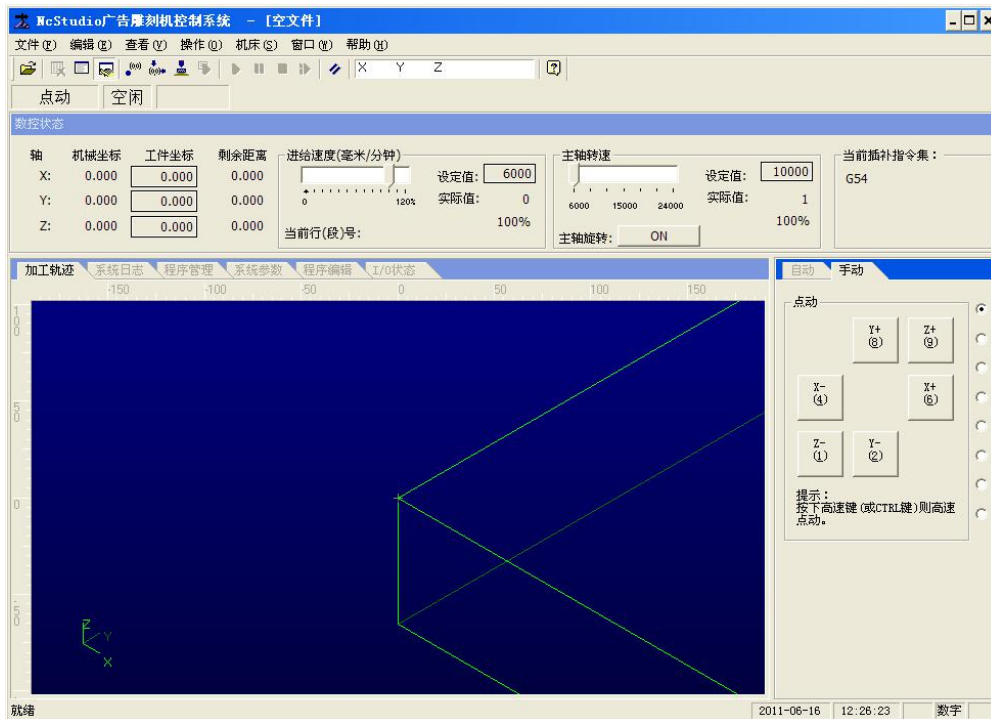 NcStudio广告雕刻机控制系统 - [空文件]
文件(F) 编辑(E) 查看(V) 操作(O) 机床(S) 窗口(W) 帮助(H)
X Y Z
点动 空闲
数控状态
轴 机械坐标 工件坐标 剩余距离
X: 0.000 0.000 0.000
Y: 0.000 0.000 0.000
Z: 0.000 0.000 0.000
进给速度(毫米/分钟)
设定值: 6000
0 120%
实际值: 0
100%
当前行(段)号:
主轴转速
设定值: 10000
6000 15000 24000
实际值: 1
100%
主轴旋转: ON
当前插补指令集:
G54
加工轨迹 系统日志 程序管理 系统参数 程序编辑 I/O状态
-150 -100 -50 0 50 100 150
100
50
0
-50
Z
Y
X
自动 手动
点动
Y+
(8)
Z+
(9)
X-
(4)
X+
(6)
Z-
(1)
Y-
(2)
提示:
按下高速键(或CTRL键)则高速
点动。
就绪
2011-06-16 12:26:23 数字